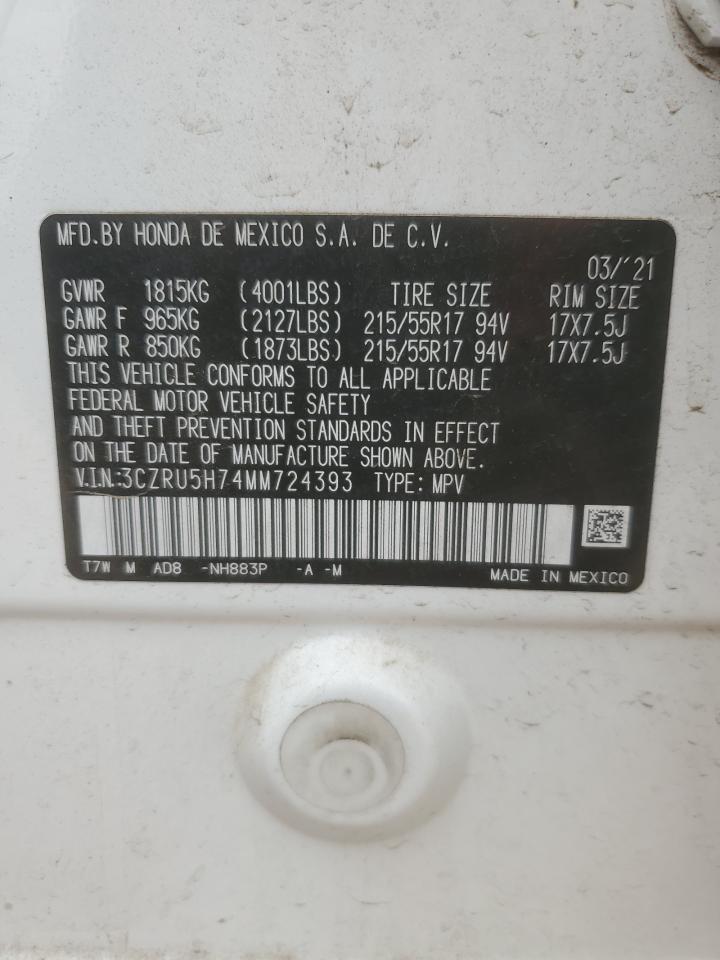 MFD.BY HONDA DE MEXICO S.A. DE C.V.
03/'21
GVWR 1815KG (4001LBS) TIRE SIZE RIM SIZE
GAWR F 965KG (2127LBS) 215/55R17 94V 17X7.5J
GAWR R 850KG (1873LBS) 215/55R17 94V 17X7.5J
THIS VEHICLE CONFORMS TO ALL APPLICABLE
FEDERAL MOTOR VEHICLE SAFETY
AND THEFT PREVENTION STANDARDS IN EFFECT
ON THE DATE OF MANUFACTURE SHOWN ABOVE.
V.I.N:3CZRU5H74MM724393 TYPE: MPV
T7W M AD8 -NH883P -A -M MADE IN MEXICO